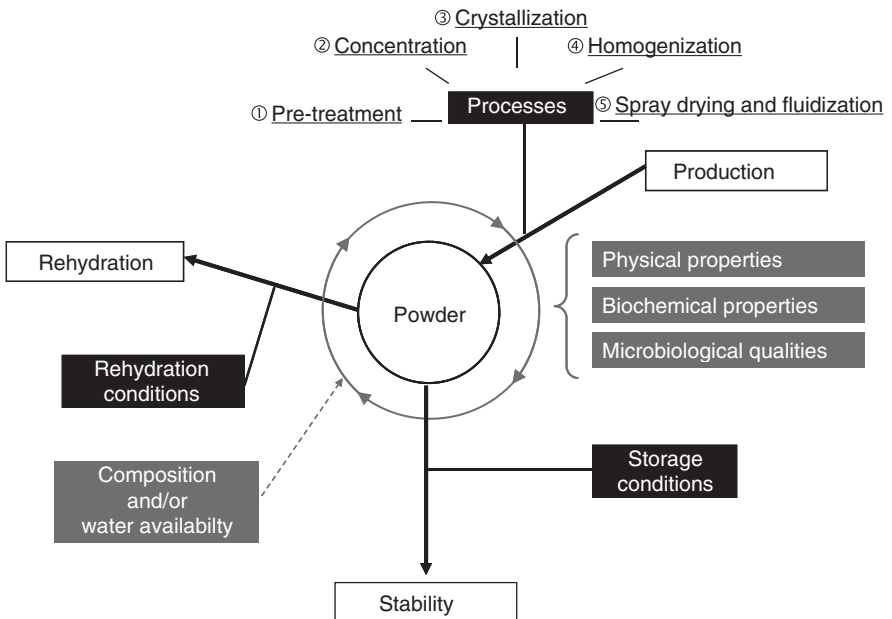 ③ Crystallization
② Concentration
④ Homogenization
① Pre-treatment
Processes
⑤ Spray drying and fluidization
Production
Rehydration
Physical properties
Powder
Biochemical properties
Microbiological qualities
Rehydration
conditions
Composition
and/or
water availabilty
Storage
conditions
Stability